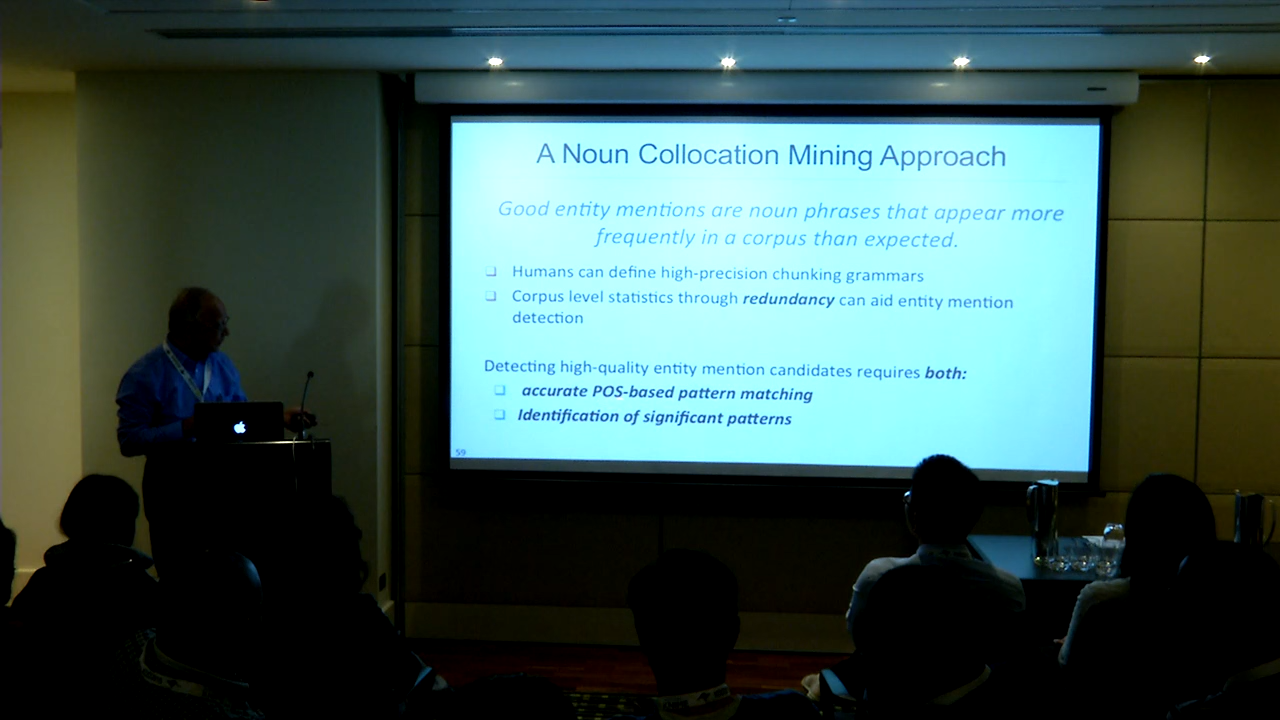 A Noun Collocation Mining Approach
Good entity mentions are noun phrases that appear more
frequently in a corpus than expected.
❑ Humans can define high-precision chunking grammars
❑ Corpus level statistics through redundancy can aid entity mention
detection
Detecting high-quality entity mention candidates requires both:
❑ accurate POS-based pattern matching
❑ Identification of significant patterns
59